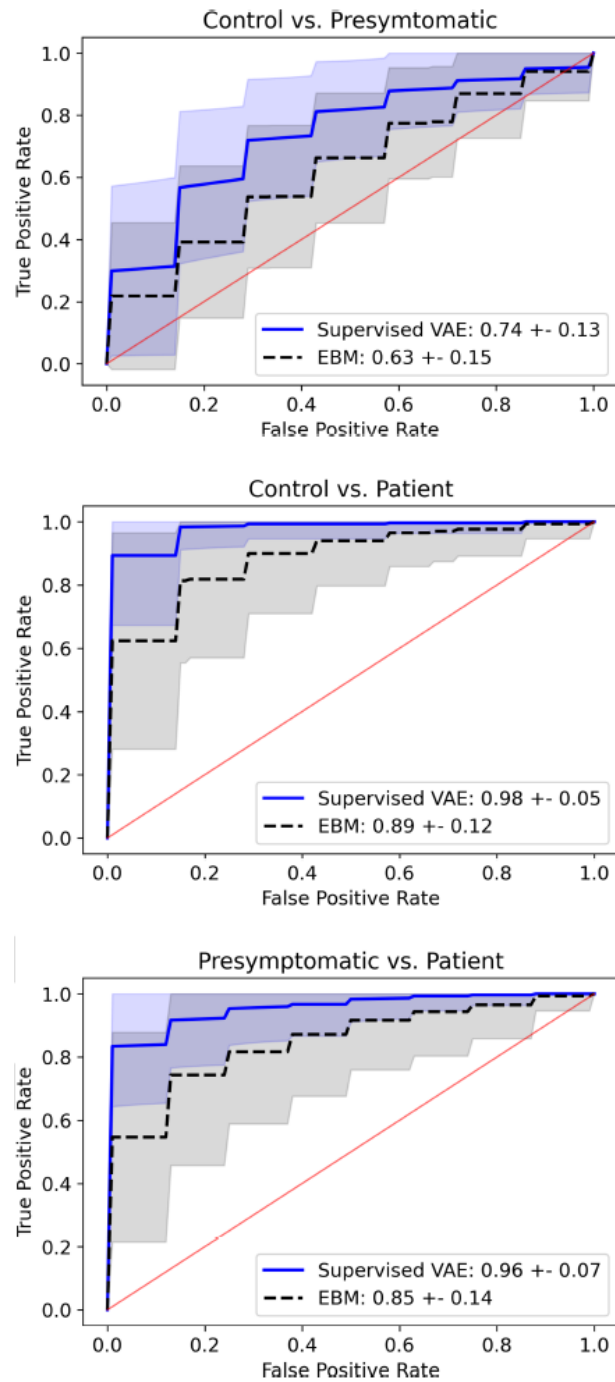 Control vs. Presymtomatic
1.0
0.8
0.6
0.4
0.2
0.0
True Positive Rate
Supervised VAE: 0.74 +- 0.13
EBM: 0.63 +- 0.15
0.0 0.2 0.4 0.6 0.8 1.0
False Positive Rate
Control vs. Patient
1.0
0.8
0.6
0.4
0.2
0.0
True Positive Rate
Supervised VAE: 0.98 +- 0.05
EBM: 0.89 +- 0.12
0.0 0.2 0.4 0.6 0.8 1.0
False Positive Rate
Presymptomatic vs. Patient
1.0
0.8
0.6
0.4
0.2
0.0
True Positive Rate
Supervised VAE: 0.96 +- 0.07
EBM: 0.85 +- 0.14
0.0 0.2 0.4 0.6 0.8 1.0
False Positive Rate